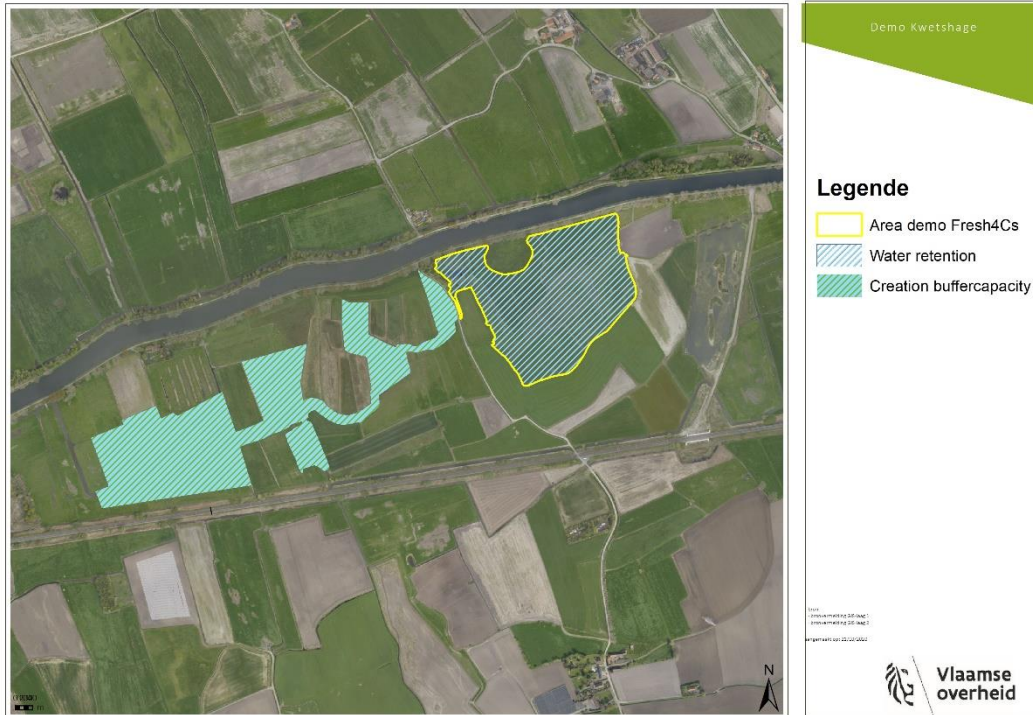 Demo Kwetshage
Legende
Area demo Fresh4Cs
Water retention
Creation buffercapacity
N
m
Vlaamse
overheid